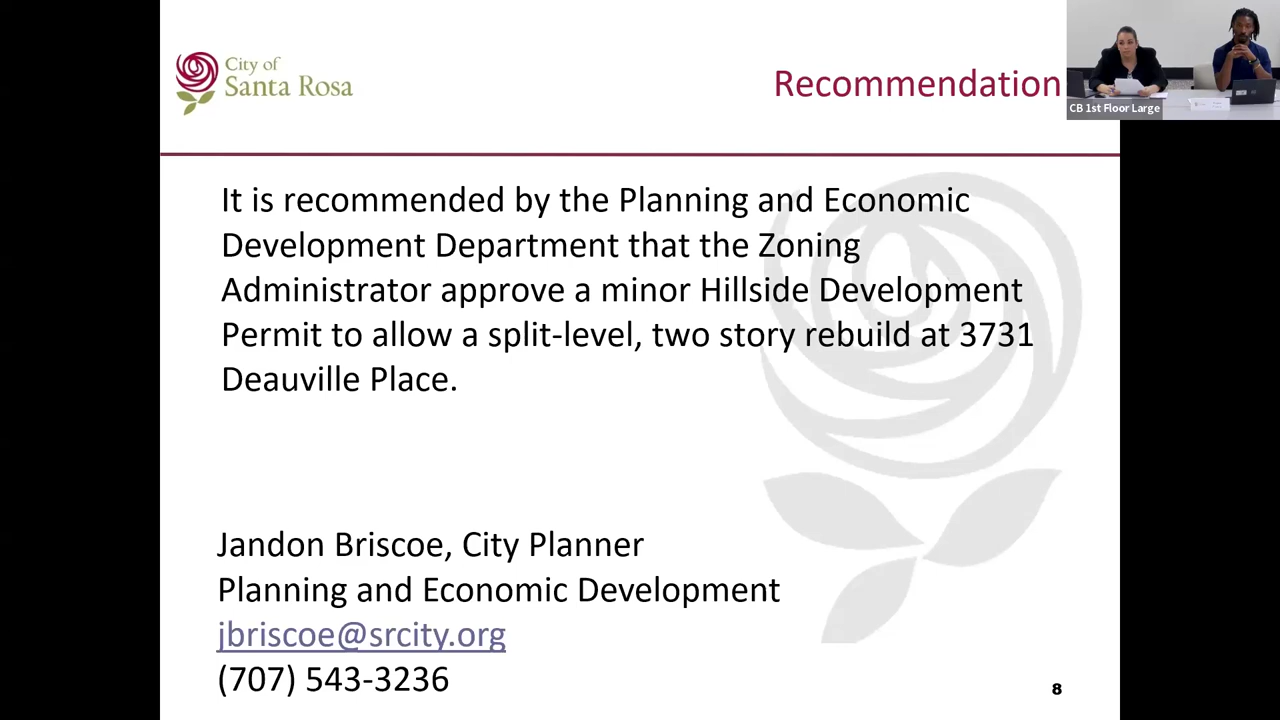 City of
Santa Rosa
Recommendation
CB 1st Floor Large
It is recommended by the Planning and Economic
Development Department that the Zoning
Administrator approve a minor Hillside Development
Permit to allow a split-level, two story rebuild at 3731
Deauville Place.
Jandon Briscoe, City Planner
Planning and Economic Development
jbriscoe@srcity.org
(707) 543-3236
8